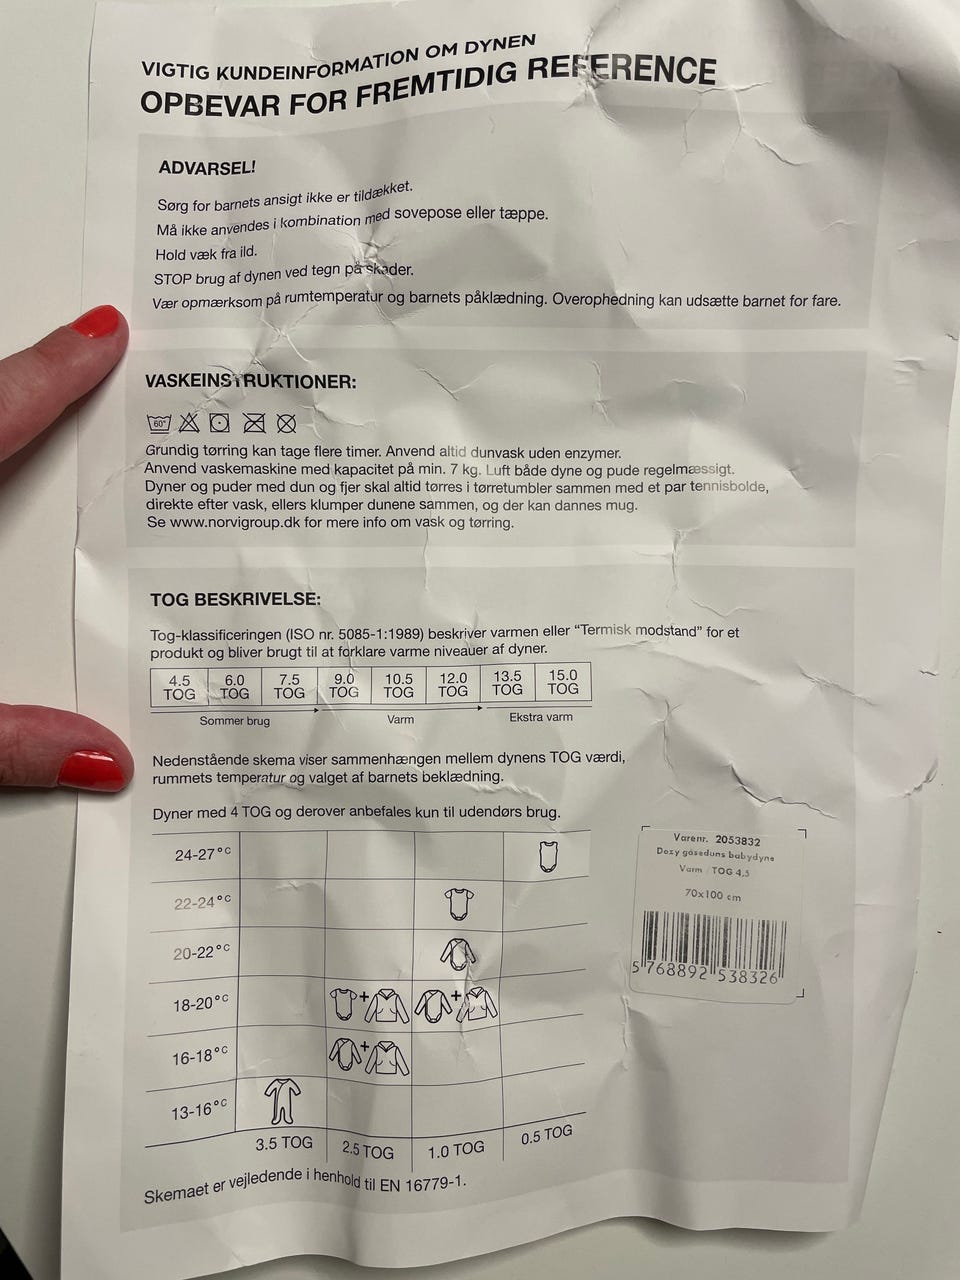 VIGTIG KUNDEINFORMATION OM DYNEN
OPBEVAR FOR FREMTIDIG REFERENCE
ADVARSEL!
Sørg for barnets ansigt ikke er tildækket.
Må ikke anvendes i kombination med sovepose eller tæppe.
Hold væk fra ild.
STOP brug af dynen ved tegn på skader.
Vær opmærksom på rumtemperatur og barnets påklædning. Overophedning kan udsætte barnet for fare.
VASKEINSTRUKTIONER:
60°
Grundig tørring kan tage flere timer. Anvend altid dunvask uden enzymer.
Anvend vaskemaskine med kapacitet på min. 7 kg. Luft både dyne og pude regelmæssigt.
Dyner og puder med dun og fjer skal altid tørres i tørretumbler sammen med et par tennisbolde,
direkte efter vask, ellers klumper dunene sammen, og der kan dannes mug.
Se www.norvigroup.dk for mere info om vask og tørring.
TOG BESKRIVELSE:
Tog-klassificeringen (ISO nr. 5085-1:1989) beskriver varmen eller “Termisk modstand” for et
produkt og bliver brugt til at forklare varme niveauer af dyner.
4.5 6.0 7.5 9.0 10.5 12.0 13.5 15.0
TOG TOG TOG TOG TOG TOG TOG TOG
Sommer brug Varm Ekstra varm
Nedenstående skema viser sammenhængen mellem dynens TOG værdi,
rummets temperatur og valget af barnets beklædning.
Dyner med 4 TOG og derover anbefales kun til udendørs brug.
24-27°C
22-24°C
20-22°C
18-20°C + +
16-18°C +
13-16°C
3.5 TOG 2.5 TOG 1.0 TOG 0.5 TOG
Skemaet er vejledende i henhold til EN 16779-1.
Varenr. 2053832
Dozy gåseduns babydyne
Varm / TOG 4,5
70x100 cm
5 768892 538326